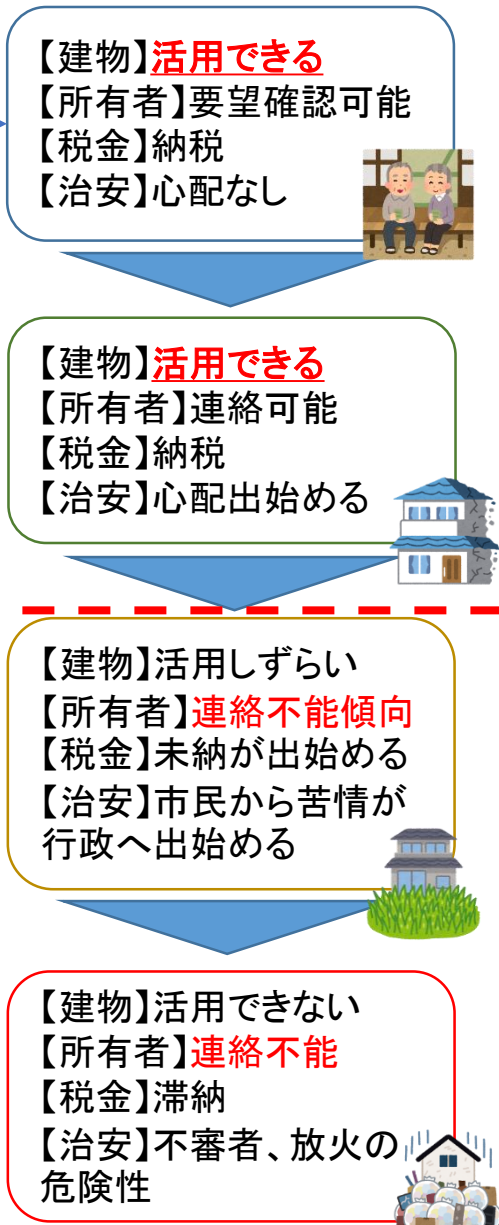 【建物】活用できる
【所有者】要望確認可能
【税金】納税
【治安】心配なし
【建物】活用できる
【所有者】連絡可能
【税金】納税
【治安】心配出始める
【建物】活用しずらい
【所有者】連絡不能傾向
【税金】未納が出始める
【治安】市民から苦情が
行政へ出始める
【建物】活用できない
【所有者】連絡不能
【税金】滞納
【治安】不審者、放火の
危険性